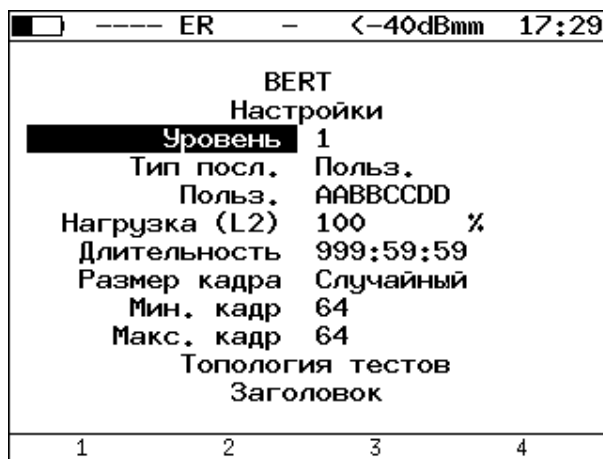 ---- ER – <-40dBmm 17:29
BERT
Настройки
Уровень 1
Тип посл. Польз.
Польз. AABBCCDD
Нагрузка (L2) 100 %
Длительность 999:59:59
Размер кадра Случайный
Мин. кадр 64
Макс. кадр 64
Топология тестов
Заголовок
1 2 3 4